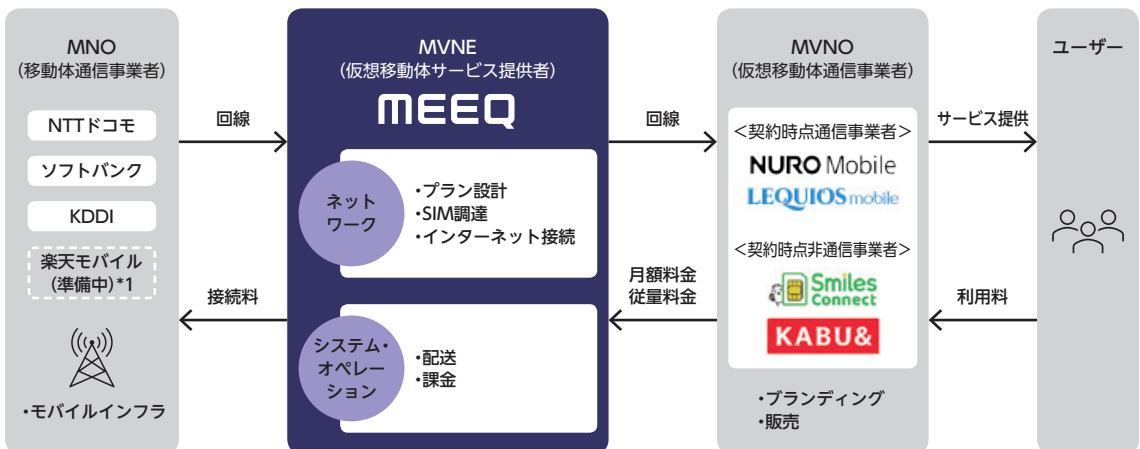 MNO
（移動体通信事業者）
NTTドコモ
ソフトバンク
KDDI
楽天モバイル
（準備中）*1
・モバイルインフラ
回線
接続料
MVNE
（仮想移動体サービス提供者）
MEEQ
ネット
ワーク
・プラン設計
・SIM調達
・インターネット接続
システム・
オペレー
ション
・配送
・課金
回線
月額料金
従量料金
MVNO
（仮想移動体通信事業者）
＜契約時点通信事業者＞
NURO Mobile
LEQUIOS mobile
＜契約時点非通信事業者＞
Smiles
Connect
KABU&
・ブランディング
・販売
サービス提供
利用料
ユーザー